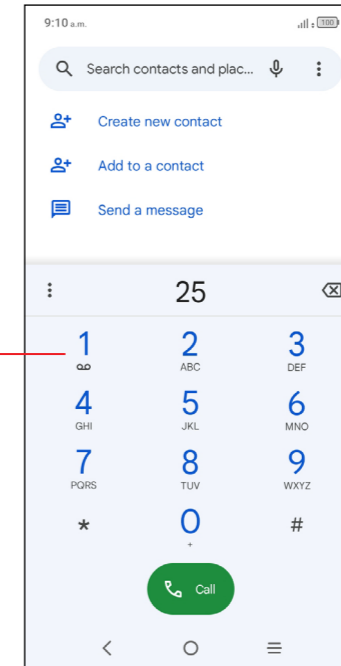 9:10 a.m. 100
Search contacts and plac...
Create new contact
Add to a contact
Send a message
25
1 2 3
ABC DEF
4 5 6
GHI JKL MNO
7 8 9
PQRS TUV WXYZ
* 0 #
+
Call